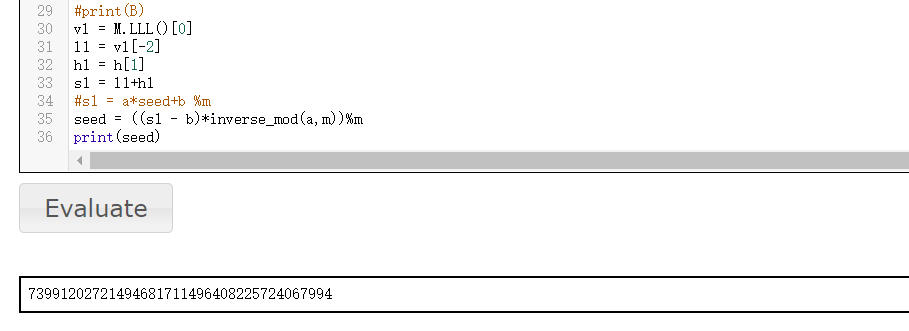 29 #print(B)
30 v1 = M.LLL()[0]
31 l1 = v1[-2]
32 h1 = h[1]
33 s1 = l1+h1
34 #s1 = a*seed+b %m
35 seed = ((s1 - b)*inverse_mod(a,m))%m
36 print(seed)
Evaluate
73991202721494681711496408225724067994